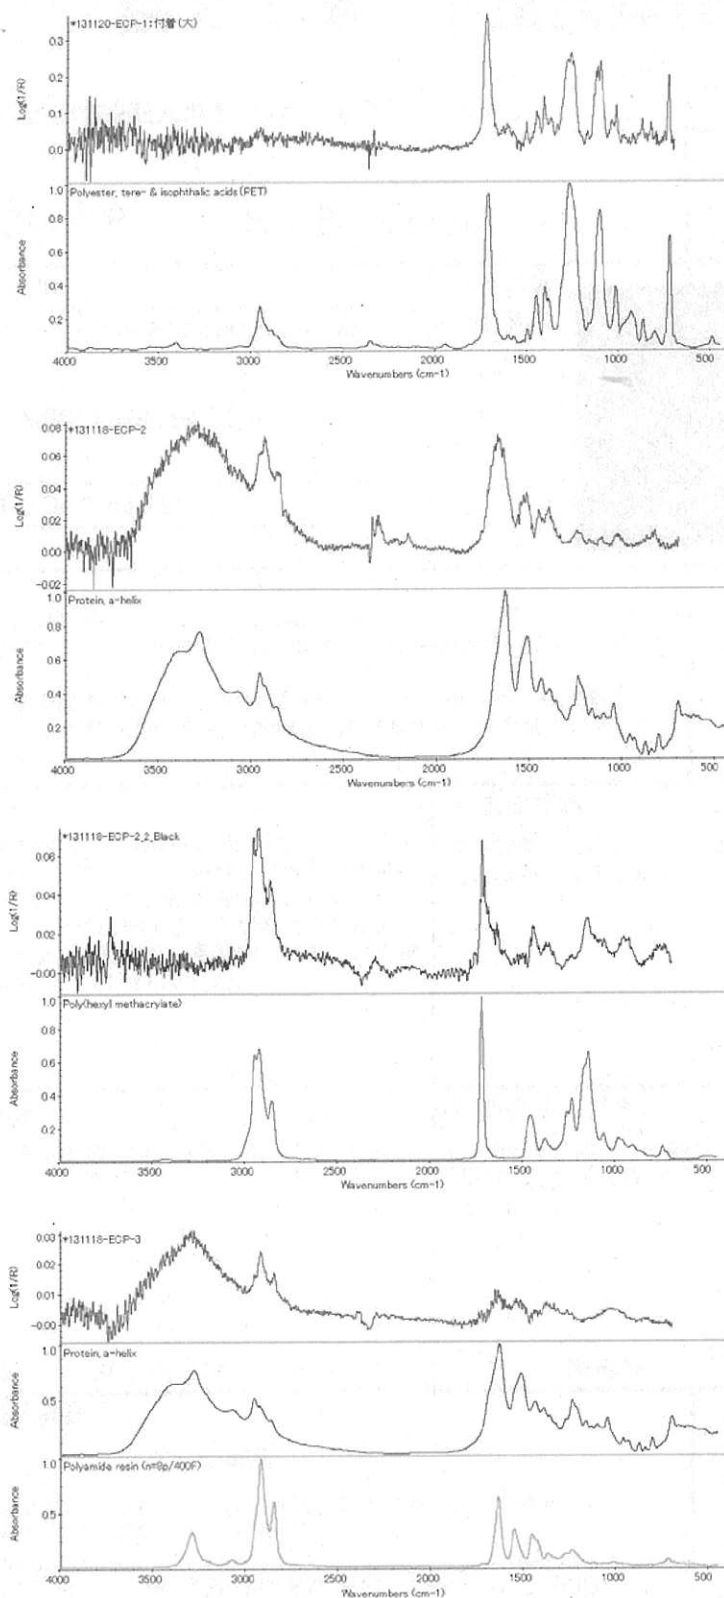 *131120-ECP-1:付着(大)
Log(1/R)
0.3
0.2
0.1
0.0
Polyester, tere- & isophthalic acids(PET)
Absorbance
1.0
0.8
0.6
0.4
0.2
4000 3500 3000 2500 2000 1500 1000 500
Wavenumbers (cm-1)
*131118-ECP-2
Log(1/R)
0.08
0.06
0.04
0.02
0.00
-0.02
Protein, a-helix
Absorbance
1.0
0.8
0.6
0.4
0.2
4000 3500 3000 2500 2000 1500 1000 500
Wavenumbers (cm-1)
*131118-ECP-2_2_Black
Log(1/R)
0.06
0.04
0.02
-0.00
Poly(hexyl methacrylate)
Absorbance
1.0
0.8
0.6
0.4
0.2
4000 3500 3000 2500 2000 1500 1000 500
Wavenumbers (cm-1)
*131118-ECP-3
Log(1/R)
0.03
0.02
0.01
-0.00
Protein, a-helix
Absorbance
1.0
0.5
Polyamide resin (n=8p/400F)
Absorbance
1.0
0.5
4000 3500 3000 2500 2000 1500 1000 500
Wavenumbers (cm-1)